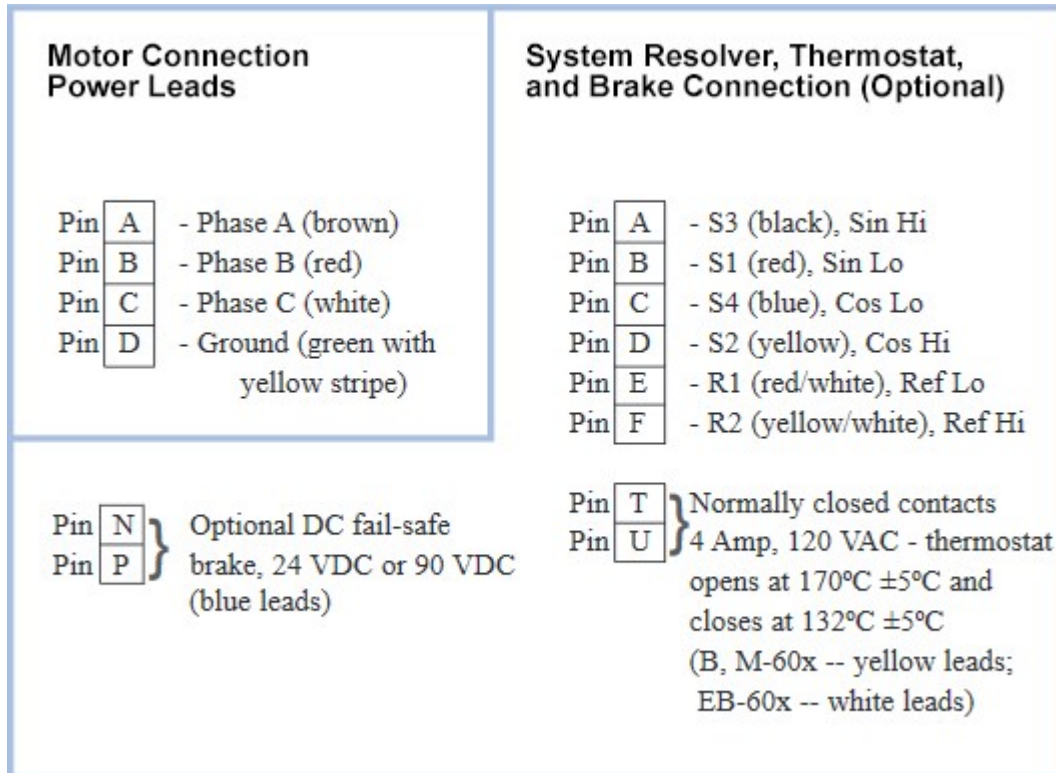 Motor Connection
Power Leads
Pin A - Phase A (brown)
Pin B - Phase B (red)
Pin C - Phase C (white)
Pin D - Ground (green with
yellow stripe)
System Resolver, Thermostat,
and Brake Connection (Optional)
Pin A - S3 (black), Sin Hi
Pin B - S1 (red), Sin Lo
Pin C - S4 (blue), Cos Lo
Pin D - S2 (yellow), Cos Hi
Pin E - R1 (red/white), Ref Lo
Pin F - R2 (yellow/white), Ref Hi
Pin N } Optional DC fail-safe
Pin P brake, 24 VDC or 90 VDC
(blue leads)
Pin T } Normally closed contacts
Pin U 4 Amp, 120 VAC - thermostat
opens at 170ºC ±5ºC and
closes at 132ºC ±5ºC
(B, M-60x -- yellow leads;
EB-60x -- white leads)